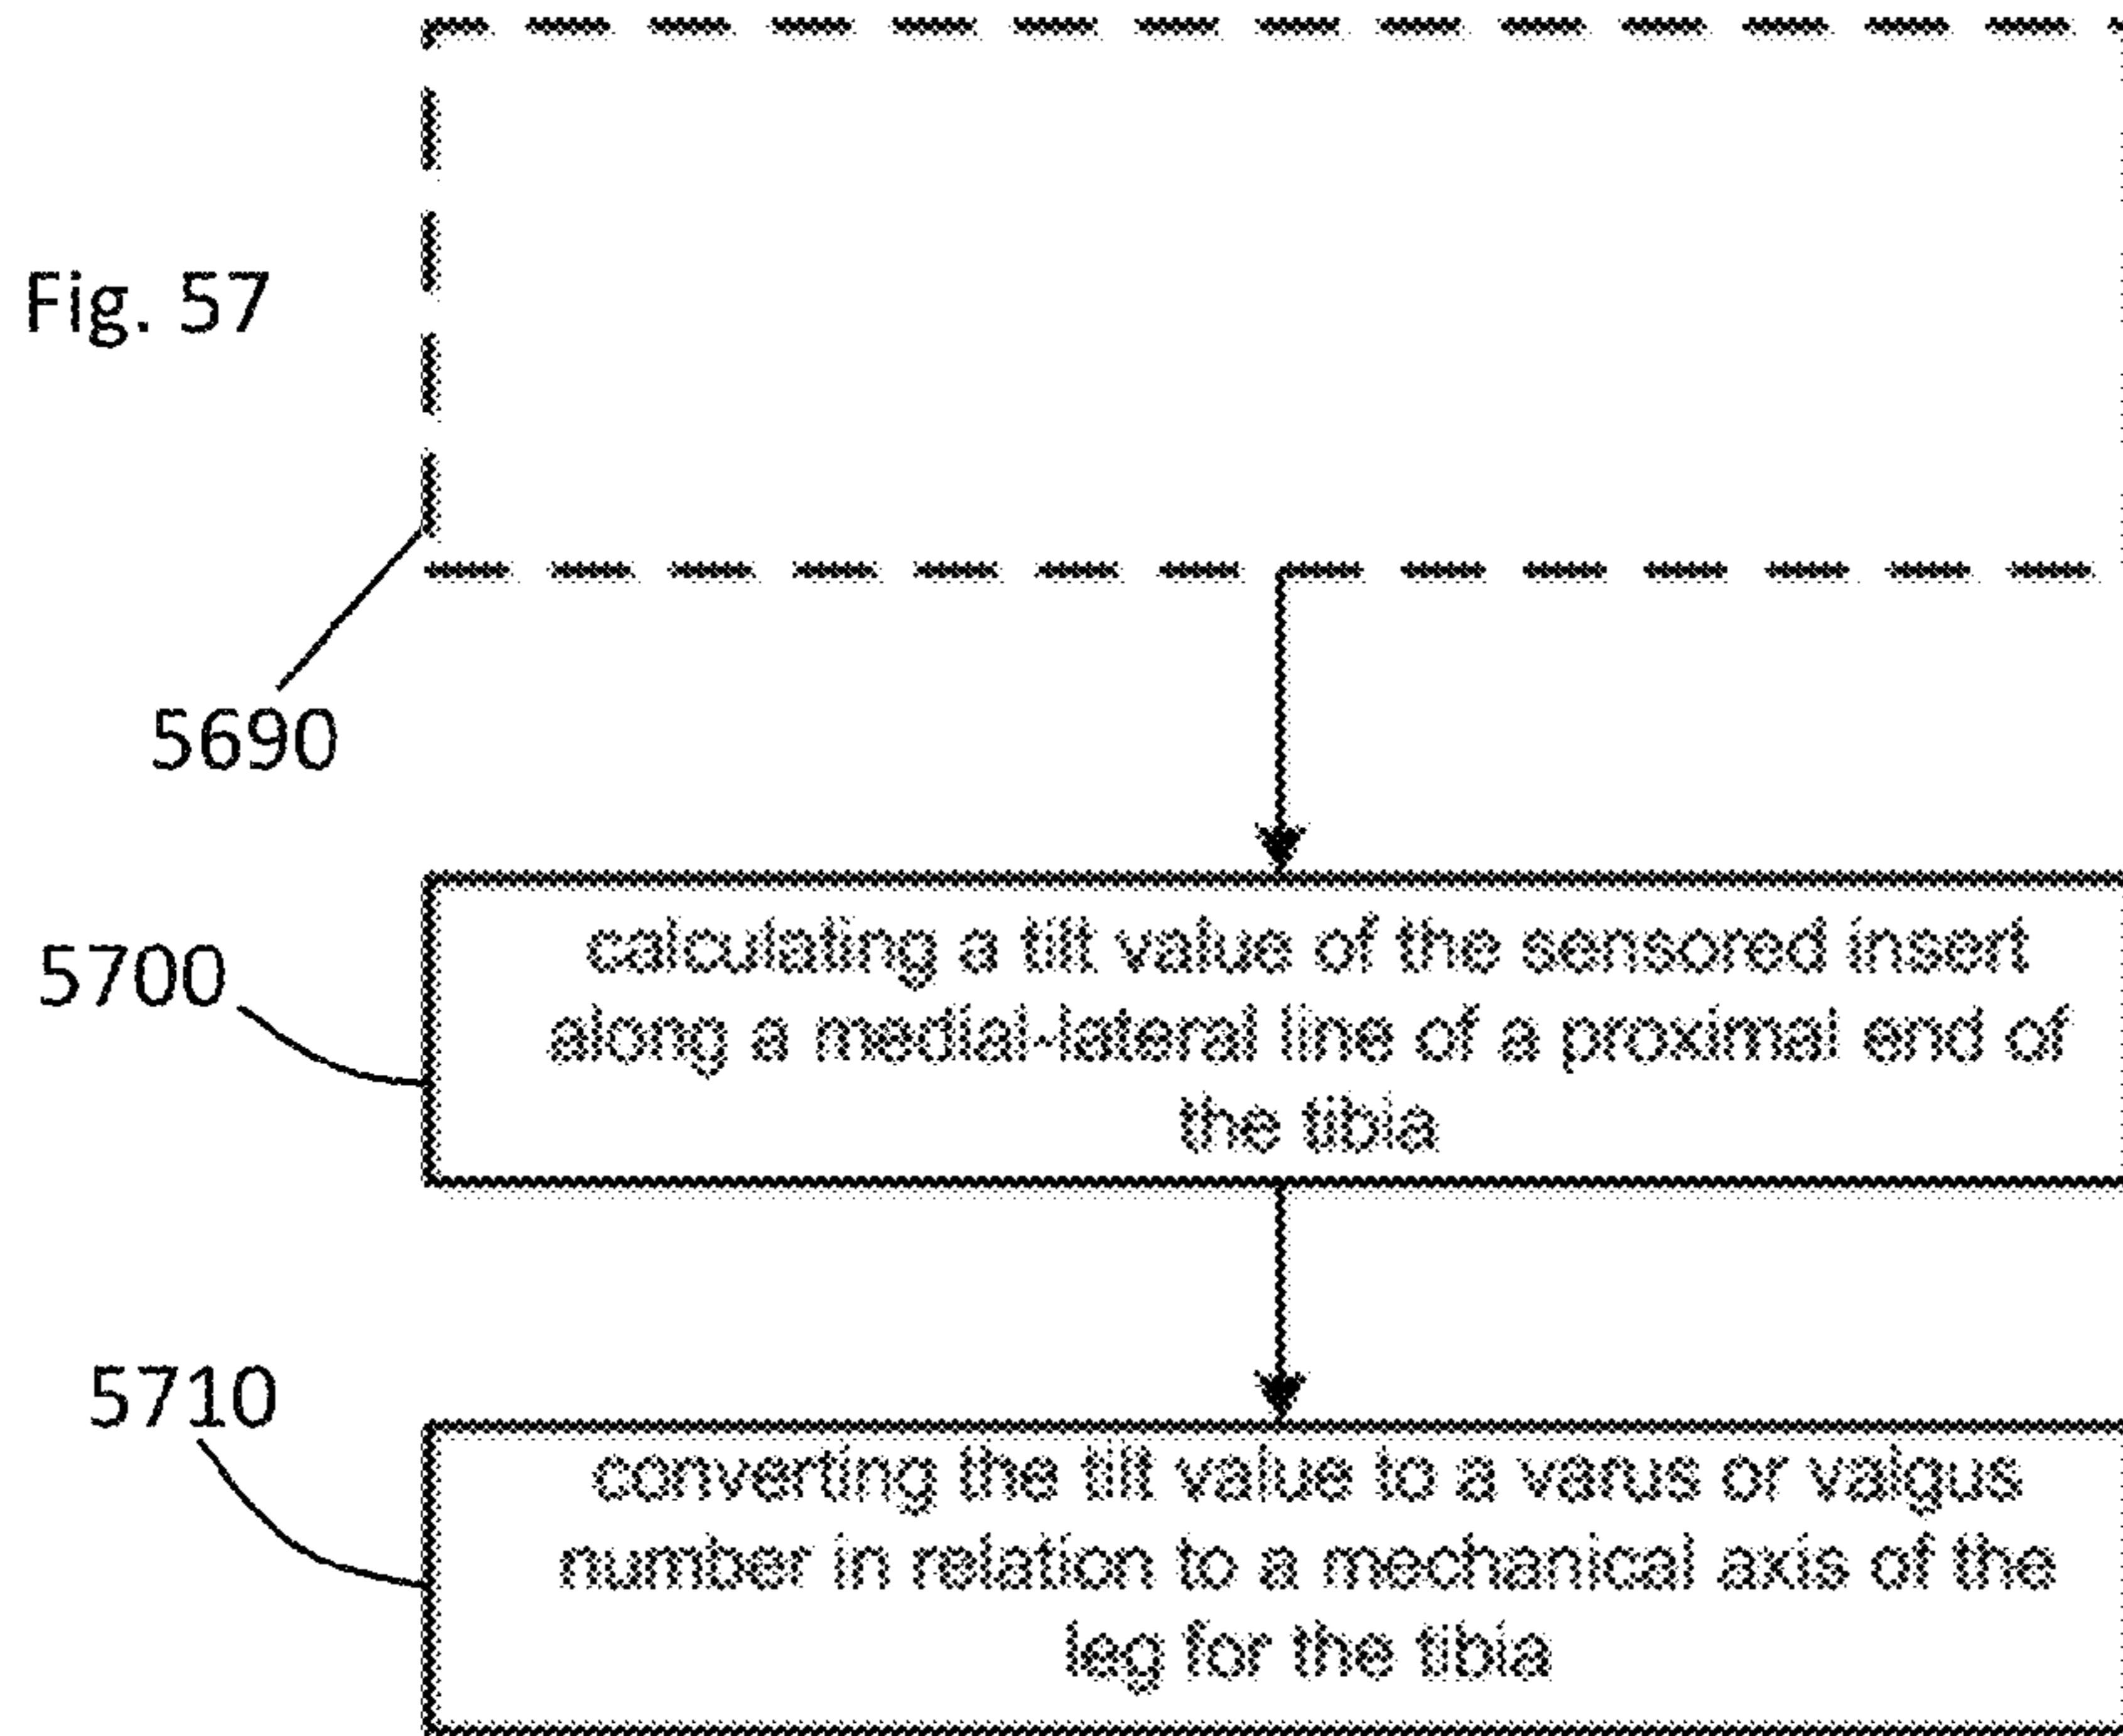 Fig. 57
5690
5700
calculating a tilt value of the sensored insert
along a medial-lateral line of a proximal end of
the tibia
5710
converting the tilt value to a varus or valgus
number in relation to a mechanical axis of the
leg for the tibia